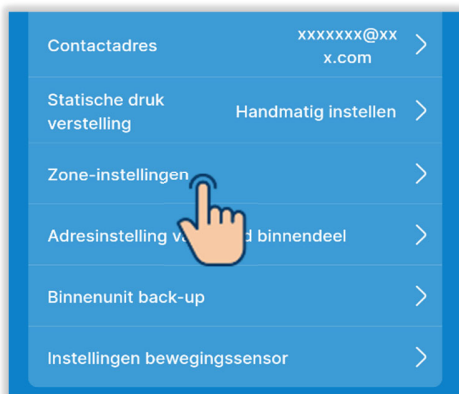 Contactadres
xxxxxxx@xx
x.com
Statische druk
verstelling
Handmatig instellen
Zone-instellingen
Adresinstelling d binnendeel
Binnenunit back-up
Instellingen bewegingssensor